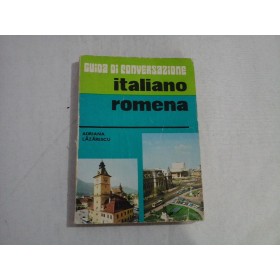 GUIDA DI CONVERSAZIONE
italiano
romena
ADRIANA
LĂZĂRESCU